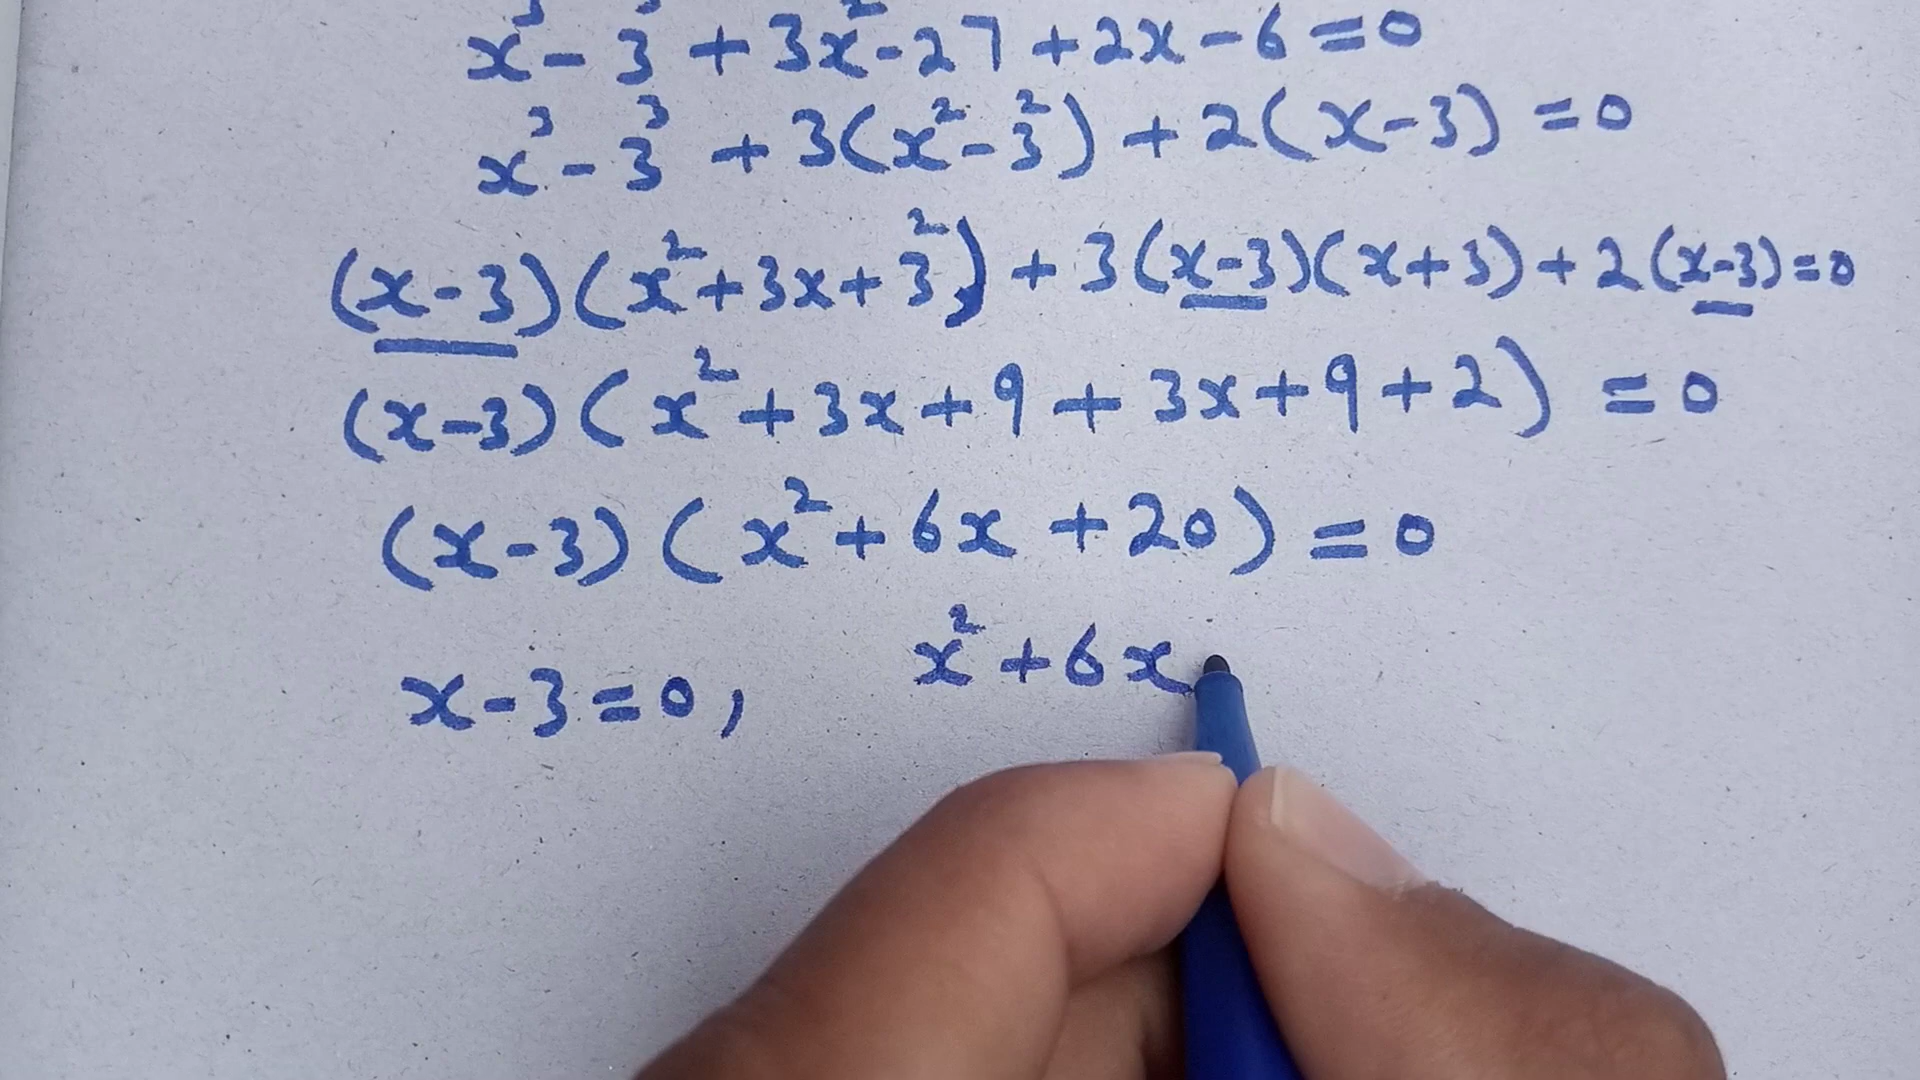 x³ - 3³ + 3x² - 27 + 2x - 6 = 0
x³ - 3³ + 3(x² - 3²) + 2(x - 3) = 0
(x - 3)(x² + 3x + 3²) + 3(x - 3)(x + 3) + 2(x - 3) = 0
(x - 3)(x² + 3x + 9 + 3x + 9 + 2) = 0
(x - 3)(x² + 6x + 20) = 0
x - 3 = 0, x² + 6x